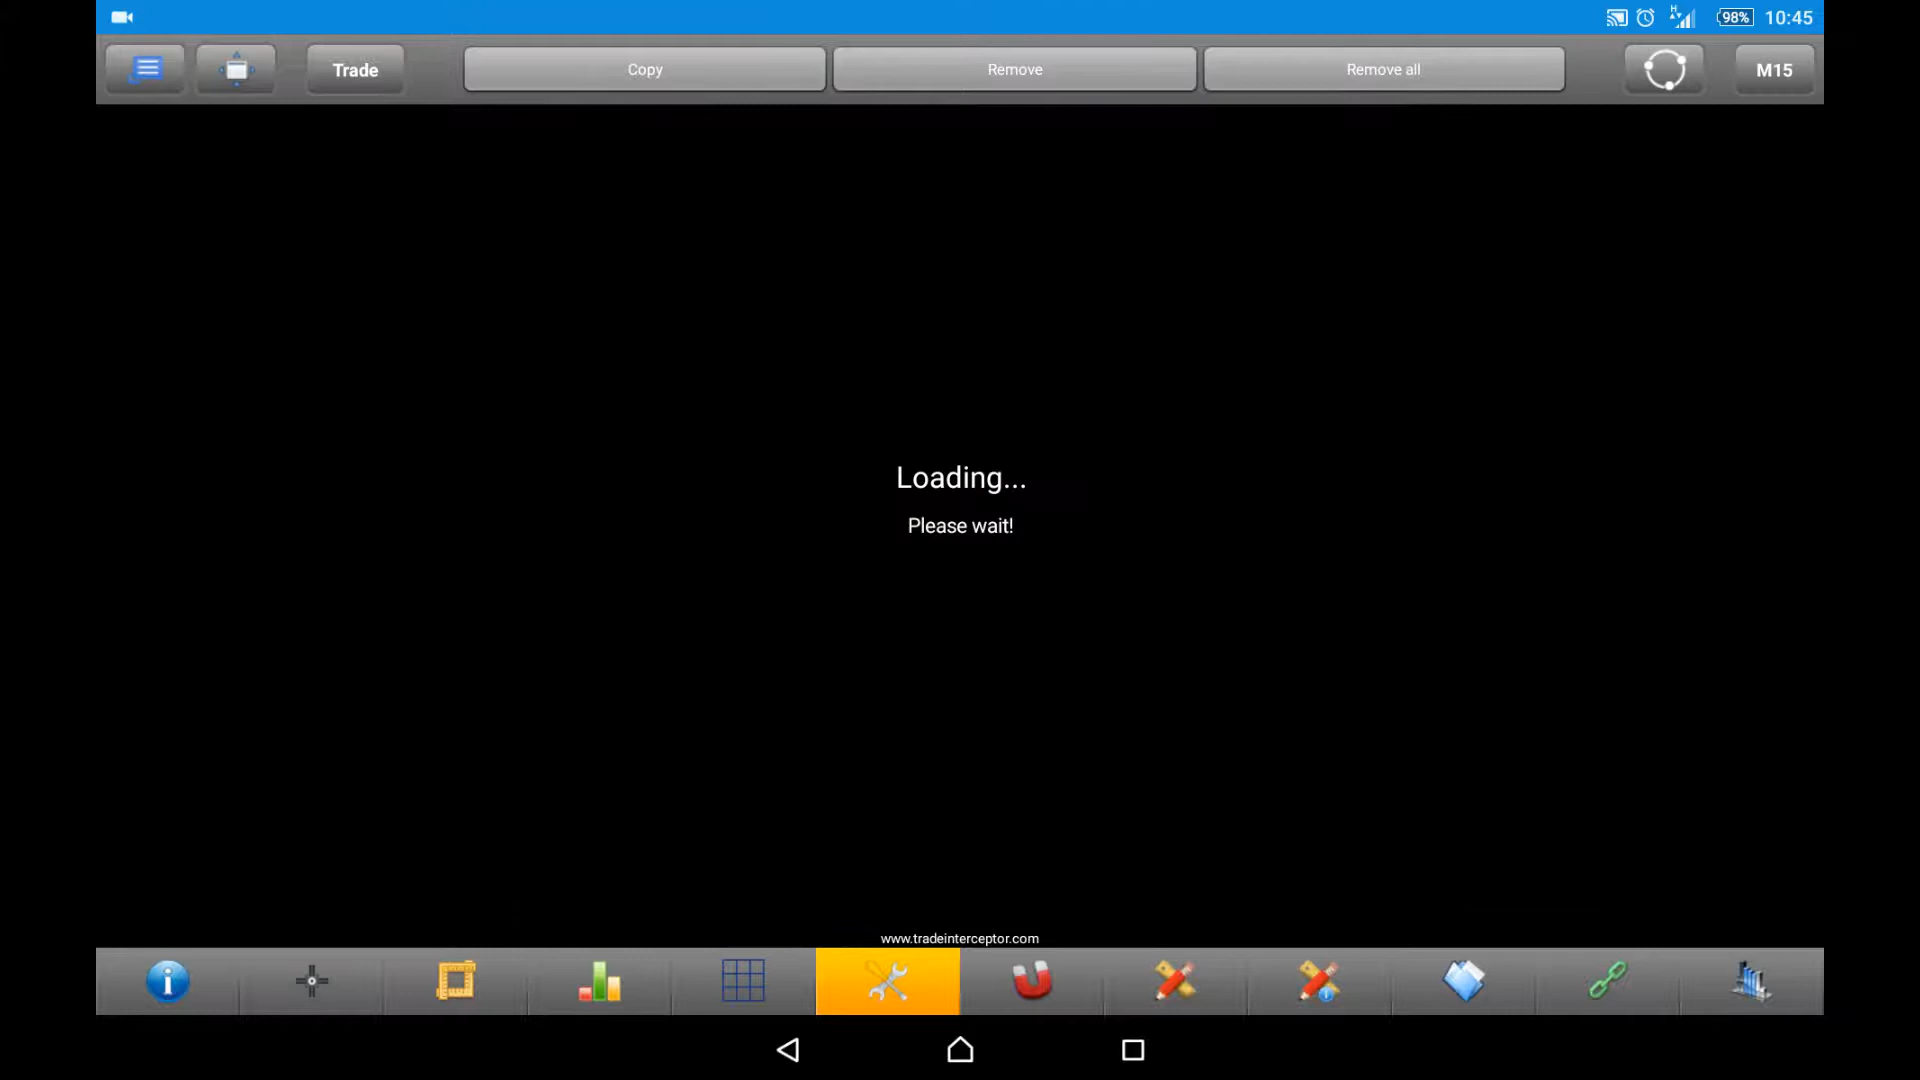 H
98%
10:45
Trade
Copy
Remove
Remove all
M15
Loading...
Please wait!
www.tradeinterceptor.com